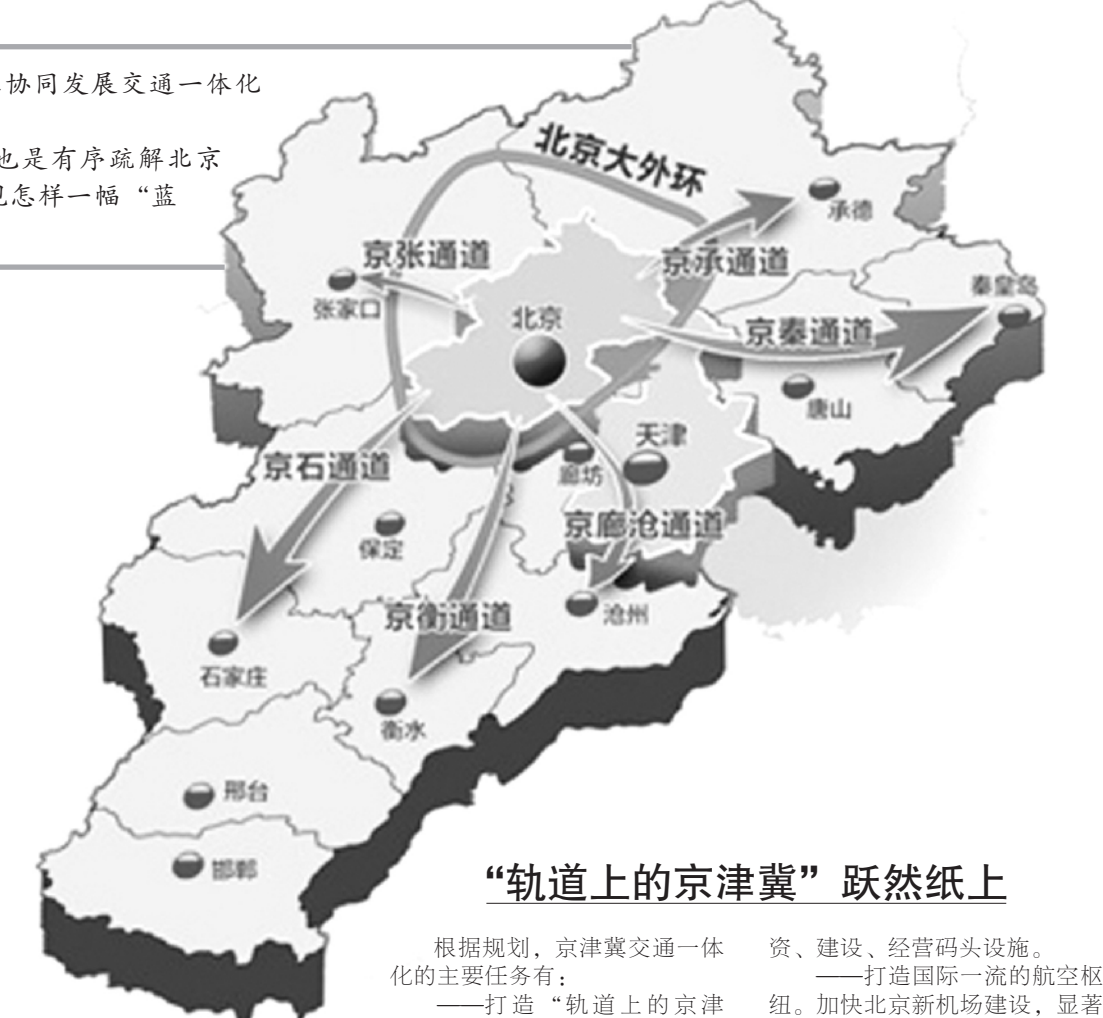 协同发展交通一体化
也是有序疏解北京
怎样一幅“蓝
北京大外环
承德
京张通道
京承通道
张家口
秦皇岛
北京
京秦通道
唐山
天津
京石通道
廊坊
京廊沧通道
保定
沧州
京衡通道
石家庄
衡水
邢台
邯郸
“轨道上的京津冀”跃然纸上
根据规划，京津冀交通一体
化的主要任务有：
——打造“轨道上的京津
资、建设、经营码头设施。
——打造国际一流的航空枢
纽。加快北京新机场建设，显著